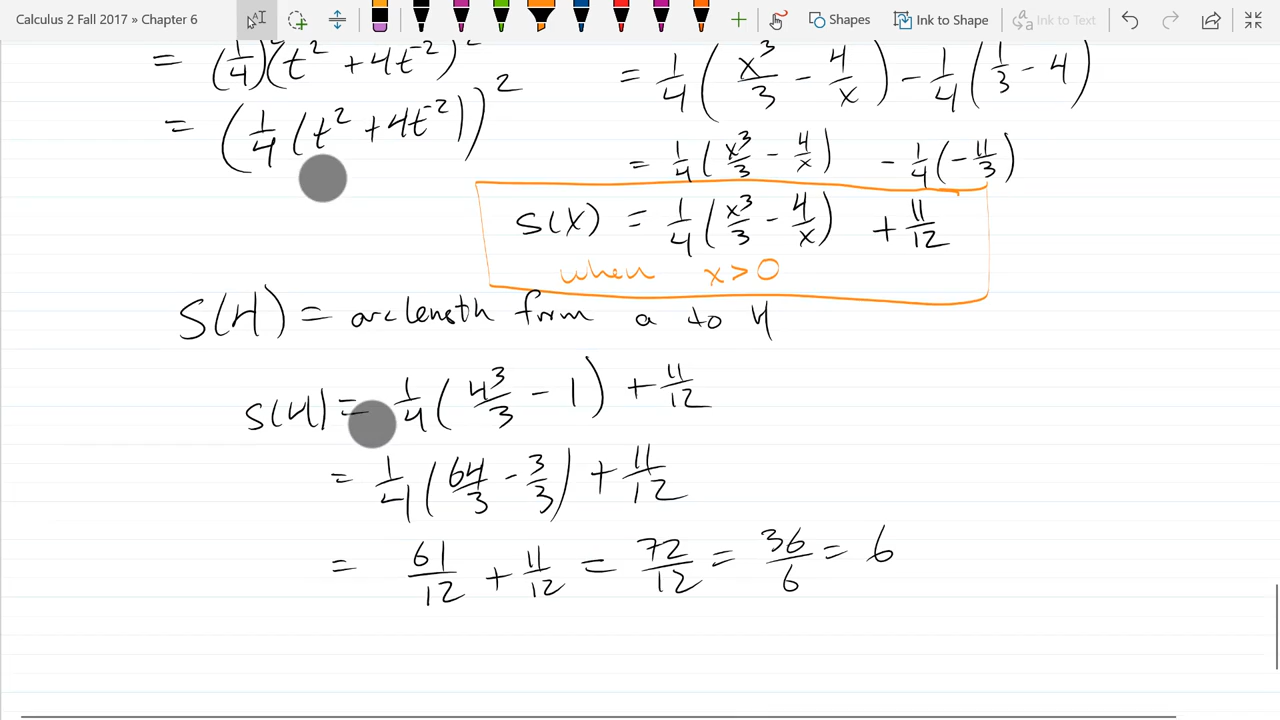 Calculus 2 Fall 2017 » Chapter 6
Shapes
Ink to Shape
Ink to Text
= (1/4)²(t² + 4t⁻²)²
= (1/4 (t² + 4t⁻²))²
= 1/4 (x³/3 - 4/x) - 1/4 (1/3 - 4)
= 1/4 (x³/3 - 4/x) - 1/4 (-11/3)
S(x) = 1/4 (x³/3 - 4/x) + 11/12
when x > 0
S(4) = arc length from a to 4
S(4) = 1/4 (4³/3 - 1) + 11/12
= 1/4 (64/3 - 3/3) + 11/12
= 61/12 + 11/12 = 72/12 = 36/6 = 6